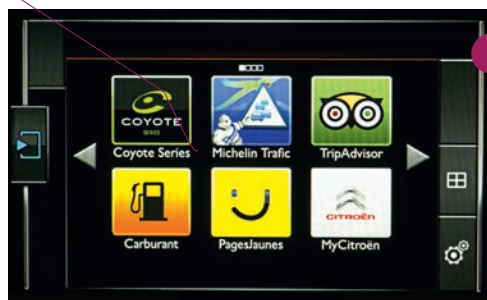 COYOTE
SERIES
Coyote Series
Michelin Trafic
TripAdvisor
CITROËN
Carburant
PagesJaunes
MyCitroën